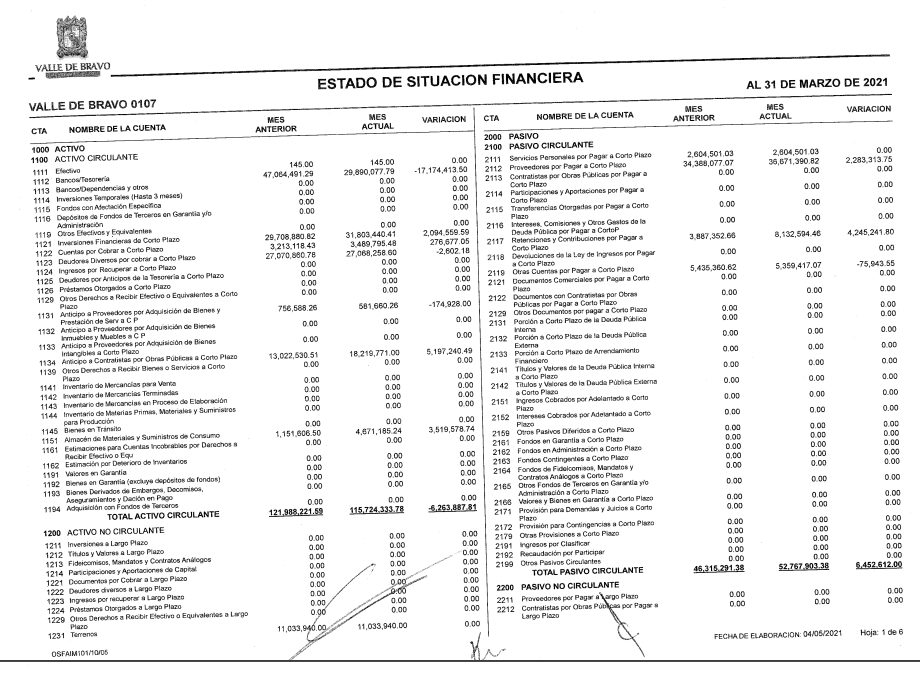 VALLE DE BRAVO
ESTADO DE SITUACION FINANCIERA
AL 31 DE MARZO DE 2021
VALLE DE BRAVO 0107
CTA NOMBRE DE LA CUENTA MES ANTERIOR MES ACTUAL VARIACION
1000 ACTIVO
1100 ACTIVO CIRCULANTE
1111 Efectivo 145.00 145.00 0.00
1112 Bancos/Tesorería 47,064,491.29 29,890,077.79 -17,174,413.50
1113 Bancos/Dependencias y otros 0.00 0.00 0.00
1114 Inversiones Temporales (Hasta 3 meses) 0.00 0.00 0.00
1115 Fondos con Afectación Específica 0.00 0.00 0.00
1116 Depósitos de Fondos de Terceros en Garantía y/o
Administración 0.00 0.00 0.00
1119 Otros Efectivos y Equivalentes 0.00 0.00 0.00
1121 Inversiones Financieras de Corto Plazo 29,708,880.82 31,803,440.41 2,094,559.59
1122 Cuentas por Cobrar a Corto Plazo 3,213,118.43 3,489,795.48 276,677.05
1123 Deudores Diversos por cobrar a Corto Plazo 27,070,860.78 27,068,258.60 -2,602.18
1124 Ingresos por Recuperar a Corto Plazo 0.00 0.00 0.00
1125 Deudores por Anticipos de la Tesorería a Corto Plazo 0.00 0.00 0.00
1126 Préstamos Otorgados a Corto Plazo 0.00 0.00 0.00
1129 Otros Derechos a Recibir Efectivo o Equivalentes a Corto
Plazo 0.00 0.00 0.00
1131 Anticipo a Proveedores por Adquisición de Bienes y
Prestación de Serv a C P 756,588.26 581,660.26 -174,928.00
1132 Anticipo a Proveedores por Adquisición de Bienes
Inmuebles y Muebles a C P 0.00 0.00 0.00
1133 Anticipo a Proveedores por Adquisición de Bienes
Intangibles a Corto Plazo 0.00 0.00 0.00
1134 Anticipo a Contratistas por Obras Públicas a Corto Plazo 13,022,530.51 18,219,771.00 5,197,240.49
1139 Otros Derechos a Recibir Bienes o Servicios a Corto
Plazo 0.00 0.00 0.00
1141 Inventario de Mercancías para Venta 0.00 0.00 0.00
1142 Inventario de Mercancías Terminadas 0.00 0.00 0.00
1143 Inventario de Mercancías en Proceso de Elaboración 0.00 0.00 0.00
1144 Inventario de Materias Primas, Materiales y Suministros
para Producción 0.00 0.00 0.00
1145 Bienes en Tránsito 0.00 0.00 0.00
1151 Almacén de Materiales y Suministros de Consumo 1,151,606.50 4,671,185.24 3,519,578.74
1161 Estimaciones para Cuentas Incobrables por Derechos a
Recibir Efectivo o Equ 0.00 0.00 0.00
1162 Estimación por Deterioro de Inventarios 0.00 0.00 0.00
1191 Valores en Garantía 0.00 0.00 0.00
1192 Bienes en Garantía (excluye depósitos de fondos) 0.00 0.00 0.00
1193 Bienes Derivados de Embargos, Decomisos,
Aseguramientos y Dación en Pago 0.00 0.00 0.00
1194 Adquisición con Fondos de Terceros 0.00 0.00 0.00
TOTAL ACTIVO CIRCULANTE 121,988,221.59 115,724,333.78 -6,263,887.81
1200 ACTIVO NO CIRCULANTE
1211 Inversiones a Largo Plazo 0.00 0.00 0.00
1212 Títulos y Valores a Largo Plazo 0.00 0.00 0.00
1213 Fideicomisos, Mandatos y Contratos Análogos 0.00 0.00 0.00
1214 Participaciones y Aportaciones de Capital 0.00 0.00 0.00
1221 Documentos por Cobrar a Largo Plazo 0.00 0.00 0.00
1222 Deudores diversos a Largo Plazo 0.00 0.00 0.00
1223 Ingresos por recuperar a Largo Plazo 0.00 0.00 0.00
1224 Préstamos Otorgados a Largo Plazo 0.00 0.00 0.00
1229 Otros Derechos a Recibir Efectivo o Equivalentes a Largo
Plazo 0.00 0.00 0.00
1231 Terrenos 11,033,940.00 11,033,940.00 0.00
OSFAIM101/10/05
CTA NOMBRE DE LA CUENTA MES ANTERIOR MES ACTUAL VARIACION
2000 PASIVO
2100 PASIVO CIRCULANTE
2111 Servicios Personales por Pagar a Corto Plazo 2,604,501.03 2,604,501.03 0.00
2112 Proveedores por Pagar a Corto Plazo 34,388,077.07 36,671,390.82 2,283,313.75
2113 Contratistas por Obras Públicas por Pagar a
Corto Plazo 0.00 0.00 0.00
2114 Participaciones y Aportaciones por Pagar a
Corto Plazo 0.00 0.00 0.00
2115 Transferencias Otorgadas por Pagar a Corto
Plazo 0.00 0.00 0.00
2116 Intereses, Comisiones y Otros Gastos de la
Deuda Pública por Pagar a CortoP 0.00 0.00 0.00
2117 Retenciones y Contribuciones por Pagar a
Corto Plazo 3,887,352.66 8,132,594.46 4,245,241.80
2118 Devoluciones de la Ley de Ingresos por Pagar
a Corto Plazo 0.00 0.00 0.00
2119 Otras Cuentas por Pagar a Corto Plazo 5,435,360.62 5,359,417.07 -75,943.55
2121 Documentos Comerciales por Pagar a Corto
Plazo 0.00 0.00 0.00
2122 Documentos con Contratistas por Obras
Públicas por Pagar a Corto Plazo 0.00 0.00 0.00
2129 Otros Documentos por pagar a Corto Plazo 0.00 0.00 0.00
2131 Porción a Corto Plazo de la Deuda Pública
Interna 0.00 0.00 0.00
2132 Porción a Corto Plazo de la Deuda Pública
Externa 0.00 0.00 0.00
2133 Porción a Corto Plazo de Arrendamiento
Financiero 0.00 0.00 0.00
2141 Títulos y Valores de la Deuda Pública Interna
a Corto Plazo 0.00 0.00 0.00
2142 Títulos y Valores de la Deuda Pública Externa
a Corto Plazo 0.00 0.00 0.00
2151 Ingresos Cobrados por Adelantado a Corto
Plazo 0.00 0.00 0.00
2152 Intereses Cobrados por Adelantado a Corto
Plazo 0.00 0.00 0.00
2159 Otros Pasivos Diferidos a Corto Plazo 0.00 0.00 0.00
2161 Fondos en Garantía a Corto Plazo 0.00 0.00 0.00
2162 Fondos en Administración a Corto Plazo 0.00 0.00 0.00
2163 Fondos Contingentes a Corto Plazo 0.00 0.00 0.00
2164 Fondos de Fideicomisos, Mandatos y
Contratos Análogos a Corto Plazo 0.00 0.00 0.00
2165 Otros Fondos de Terceros en Garantía y/o
Administración a Corto Plazo 0.00 0.00 0.00
2166 Valores y Bienes en Garantía a Corto Plazo 0.00 0.00 0.00
2171 Provisión para Demandas y Juicios a Corto
Plazo 0.00 0.00 0.00
2172 Provisión para Contingencias a Corto Plazo 0.00 0.00 0.00
2179 Otras Provisiones a Corto Plazo 0.00 0.00 0.00
2191 Ingresos por Clasificar 0.00 0.00 0.00
2192 Recaudación por Participar 0.00 0.00 0.00
2199 Otros Pasivos Circulantes 0.00 0.00 0.00
TOTAL PASIVO CIRCULANTE 46,315,291.38 52,767,903.38 6,452,612.00
2200 PASIVO NO CIRCULANTE
2211 Proveedores por Pagar a Largo Plazo 0.00 0.00 0.00
2212 Contratistas por Obras Públicas por Pagar a
Largo Plazo 0.00 0.00 0.00
FECHA DE ELABORACION: 04/05/2021 Hoja: 1 de 6